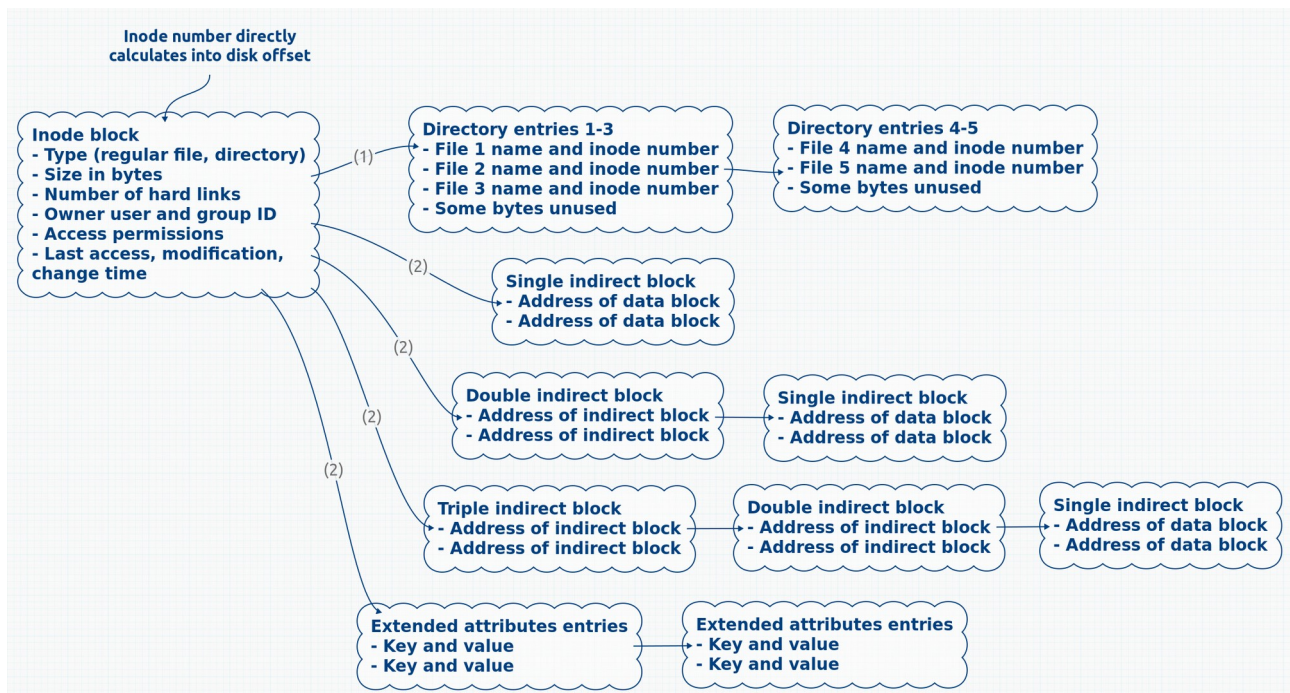 Inode number directly
calculates into disk offset
Inode block
- Type (regular file, directory)
- Size in bytes
- Number of hard links
- Owner user and group ID
- Access permissions
- Last access, modification,
change time
(1)
Directory entries 1-3
- File 1 name and inode number
- File 2 name and inode number
- File 3 name and inode number
- Some bytes unused
Directory entries 4-5
- File 4 name and inode number
- File 5 name and inode number
- Some bytes unused
(2)
Single indirect block
- Address of data block
- Address of data block
(2)
Double indirect block
- Address of indirect block
- Address of indirect block
Single indirect block
- Address of data block
- Address of data block
(2)
Triple indirect block
- Address of indirect block
- Address of indirect block
Double indirect block
- Address of indirect block
- Address of indirect block
Single indirect block
- Address of data block
- Address of data block
(2)
Extended attributes entries
- Key and value
- Key and value
Extended attributes entries
- Key and value
- Key and value